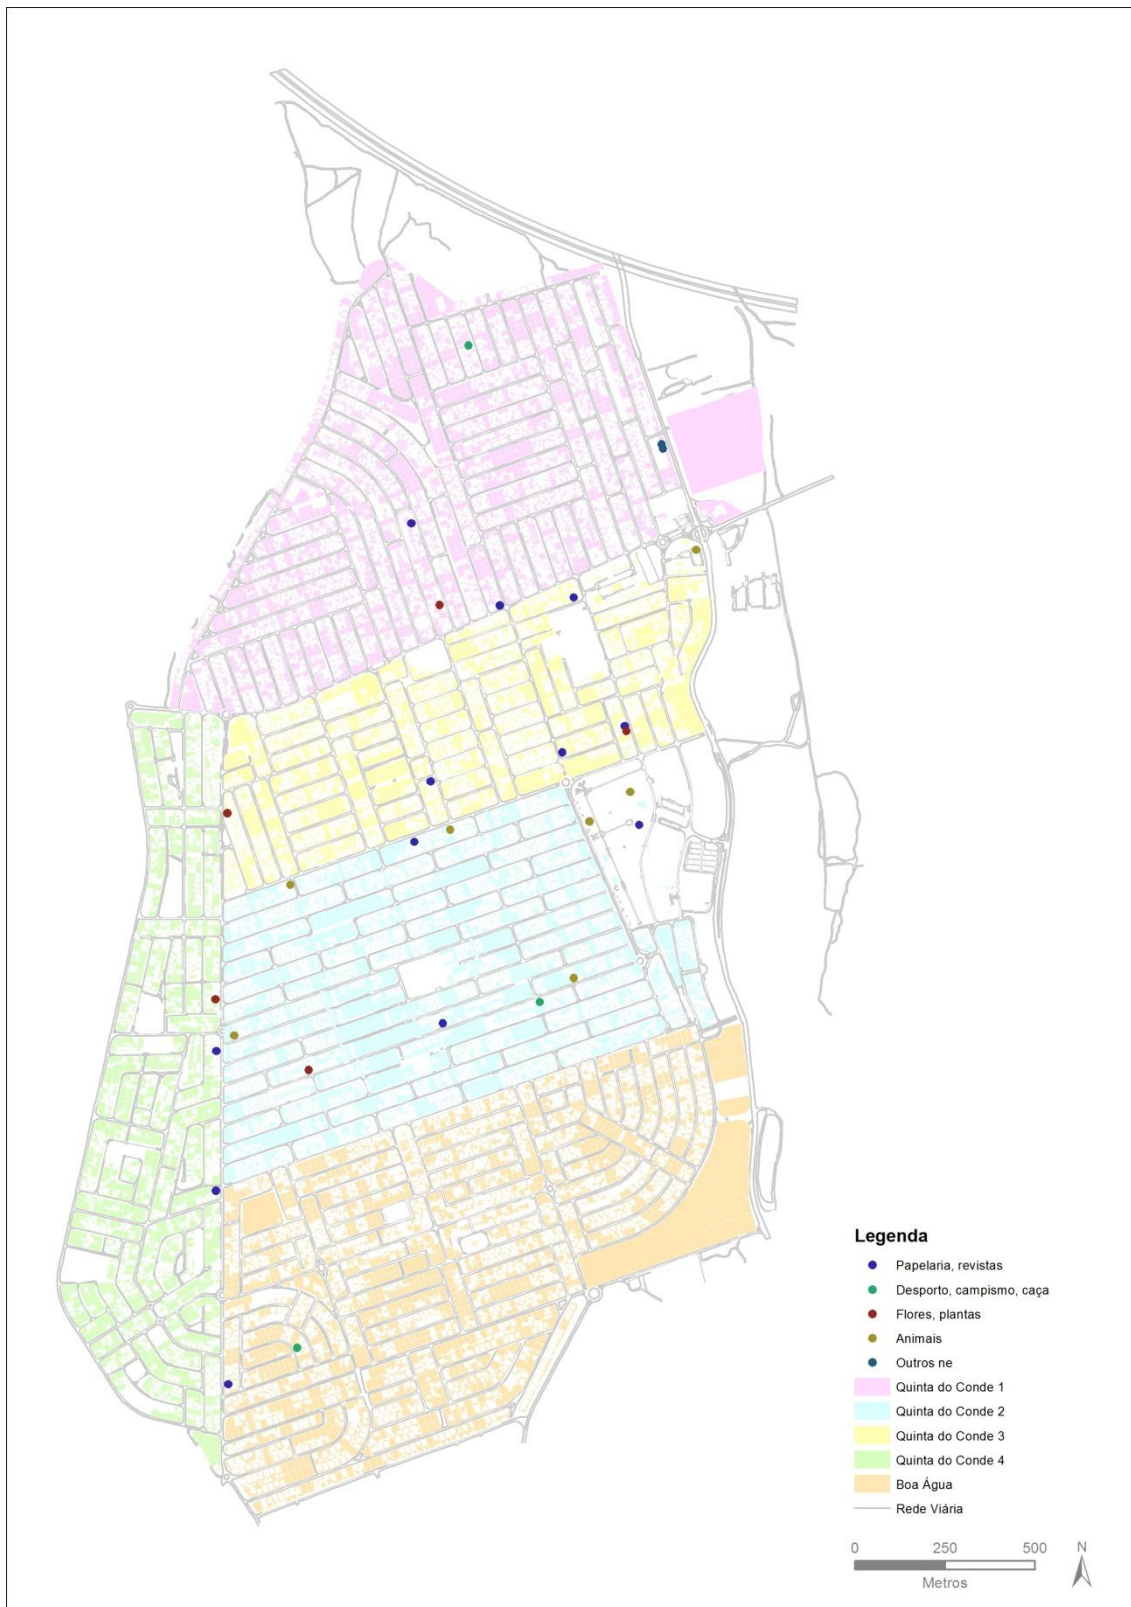 Legenda
Papelaria, revistas
Desporto, campismo, caça
Flores, plantas
Animais
Outros ne
Quinta do Conde 1
Quinta do Conde 2
Quinta do Conde 3
Quinta do Conde 4
Boa Água
Rede Viária
0 250 500 N
Metros